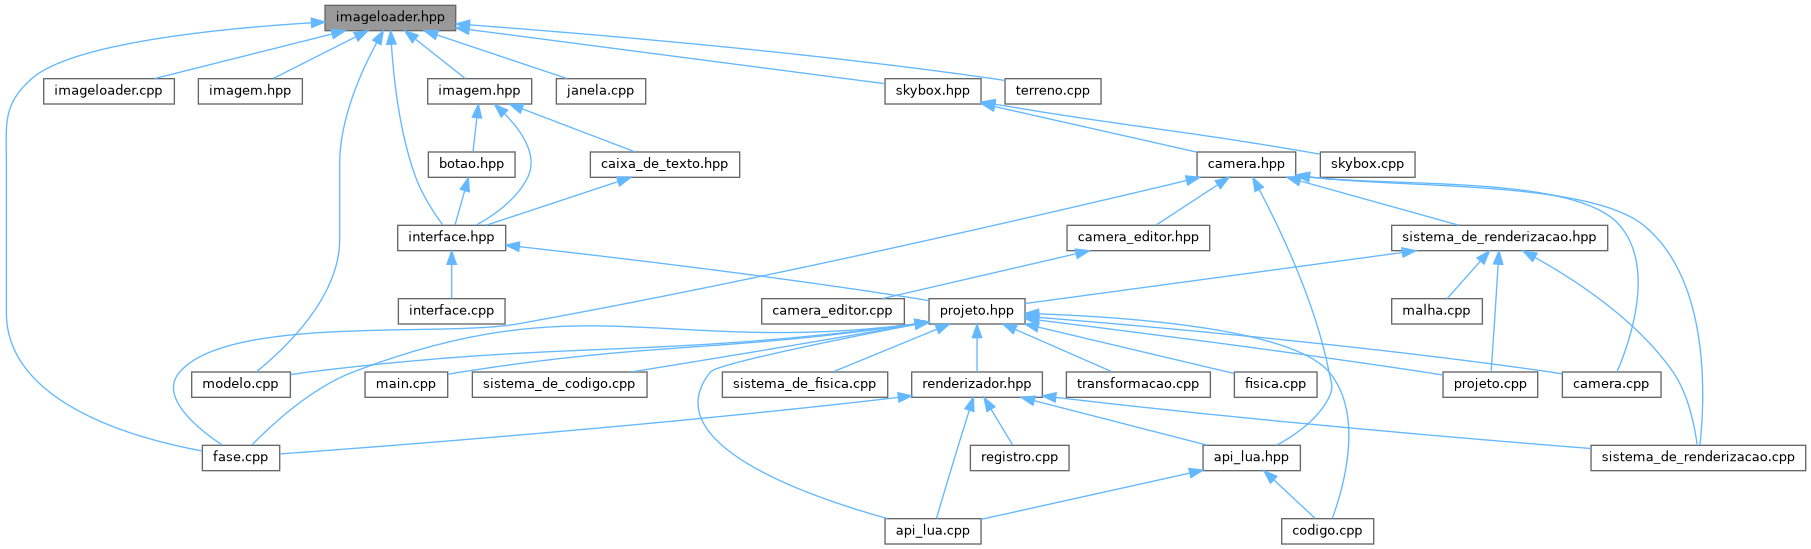 imageloader.hpp
imageloader.cpp
imagem.hpp
imagem.hpp
janela.cpp
skybox.hpp
terreno.cpp
botao.hpp
caixa_de_texto.hpp
camera.hpp
skybox.cpp
interface.hpp
camera_editor.hpp
sistema_de_renderizacao.hpp
interface.cpp
camera_editor.cpp
projeto.hpp
malha.cpp
modelo.cpp
main.cpp
sistema_de_codigo.cpp
sistema_de_fisica.cpp
renderizador.hpp
transformacao.cpp
fisica.cpp
projeto.cpp
camera.cpp
fase.cpp
registro.cpp
api_lua.hpp
sistema_de_renderizacao.cpp
api_lua.cpp
codigo.cpp